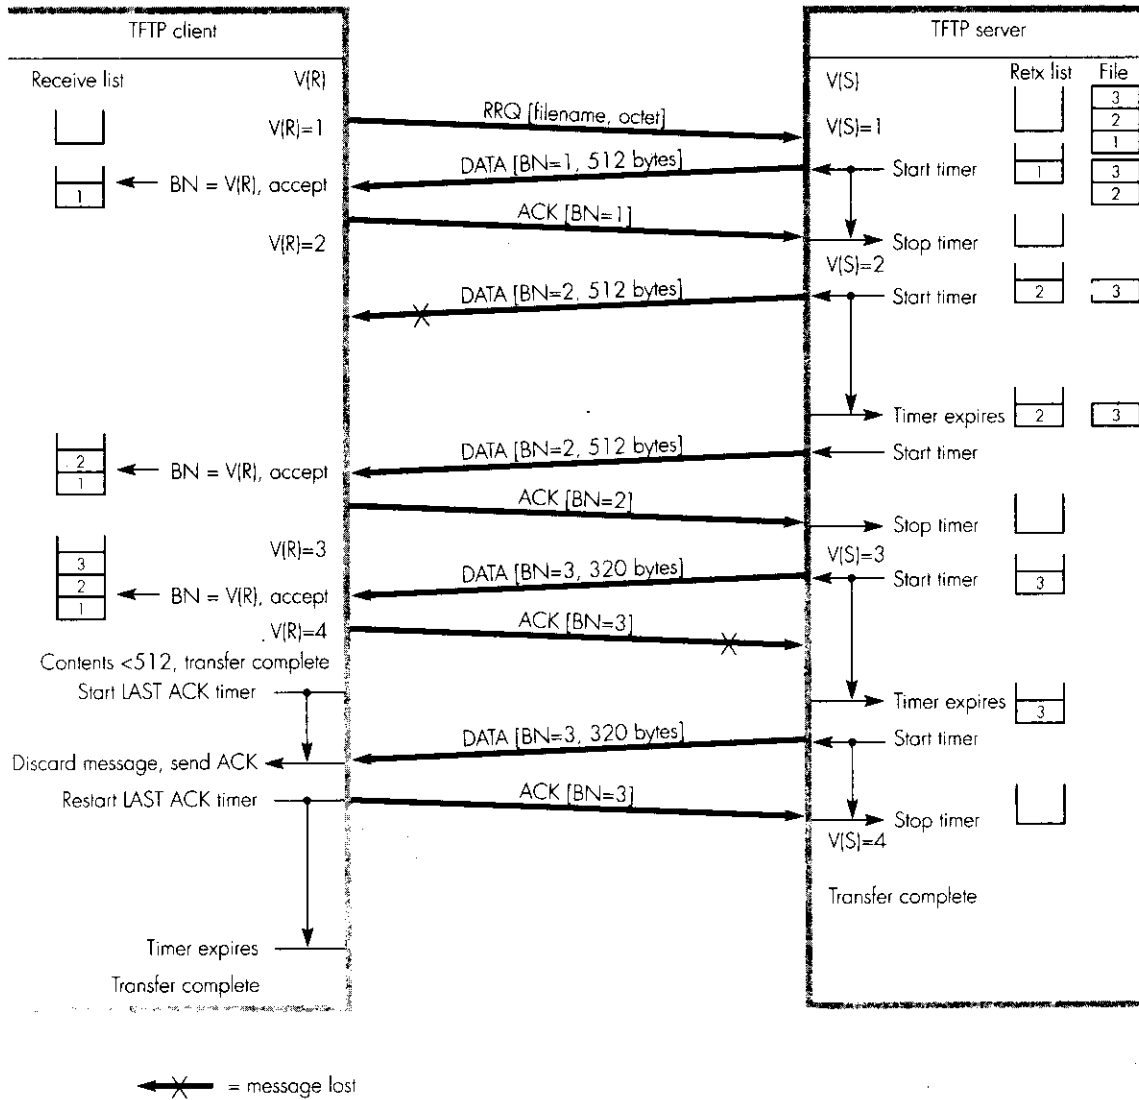 TFTP client
TFTP server
Receive list V(R)
V(S) Retx list File
V(R)=1
RRQ [filename, octet]
V(S)=1
3
2
1
DATA [BN=1, 512 bytes]
Start timer
1
3
2
1
BN = V(R), accept
ACK [BN=1]
V(R)=2
Stop timer
V(S)=2
DATA [BN=2, 512 bytes]
Start timer
2
3
Timer expires
2
3
DATA [BN=2, 512 bytes]
Start timer
2
1
BN = V(R), accept
ACK [BN=2]
Stop timer
V(R)=3
V(S)=3
3
2
1
BN = V(R), accept
DATA [BN=3, 320 bytes]
Start timer
3
V(R)=4
ACK [BN=3]
Contents <512, transfer complete
Start LAST ACK timer
Timer expires
3
DATA [BN=3, 320 bytes]
Start timer
Discard message, send ACK
Restart LAST ACK timer
ACK [BN=3]
Stop timer
V(S)=4
Transfer complete
Timer expires
Transfer complete
= message lost